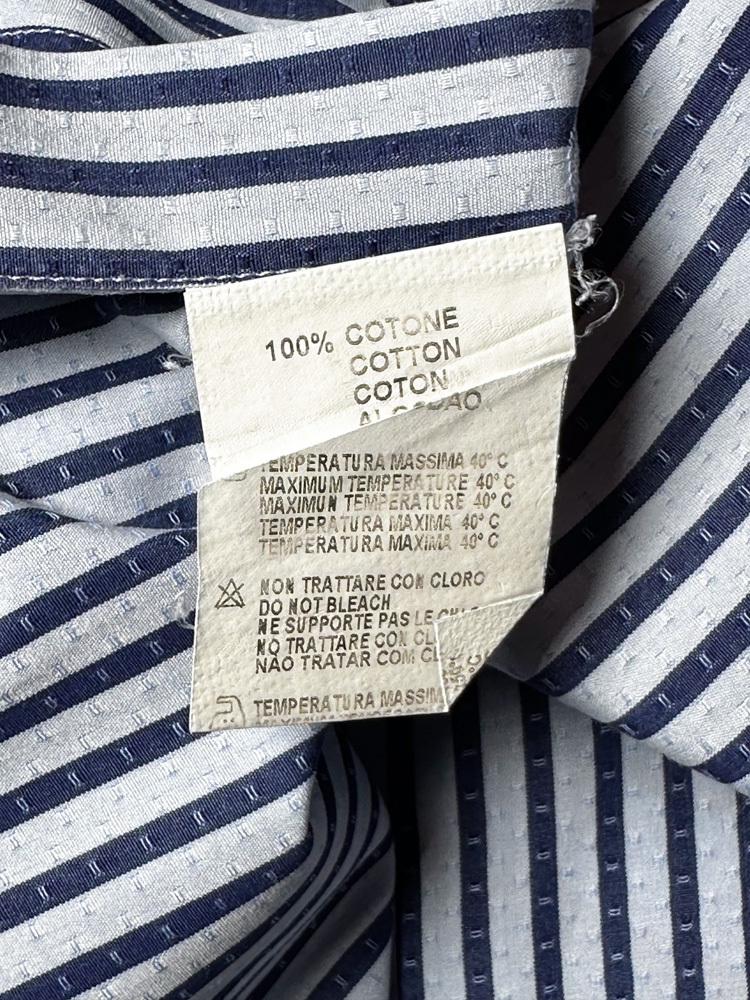 100% COTONE
COTTON
COTON
ALGODAO
TEMPERATURA MASSIMA 40° C
MAXIMUM TEMPERATURE 40° C
MAXIMUN TEMPERATURE 40° C
TEMPERATURA MAXIMA 40° C
TEMPERATURA MAXIMA 40° C
NON TRATTARE CON CLORO
DO NOT BLEACH
NE SUPPORTE PAS LE
NO TRATTARE CON
NÃO TRATAR COM
TEMPERATURA